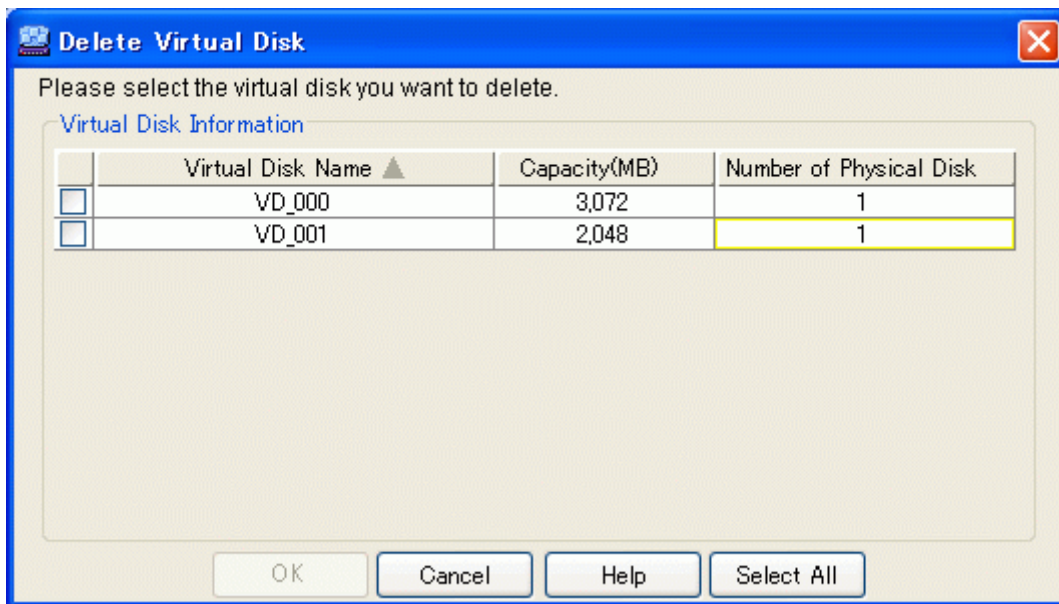 Delete Virtual Disk
Please select the virtual disk you want to delete.
Virtual Disk Information
Virtual Disk Name Capacity(MB) Number of Physical Disk
VD_000 3,072 1
VD_001 2,048 1
OK Cancel Help Select All